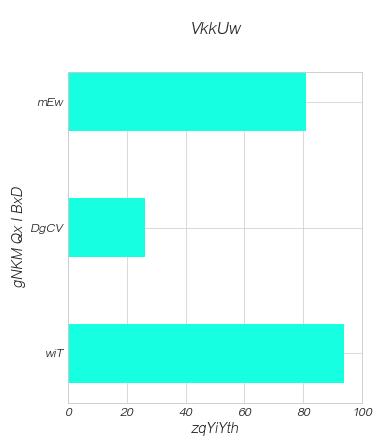 VkkUw
mEw
DgCV
wiT
gNKM Qx I BxD
0 20 40 60 80 100
zqYiYth